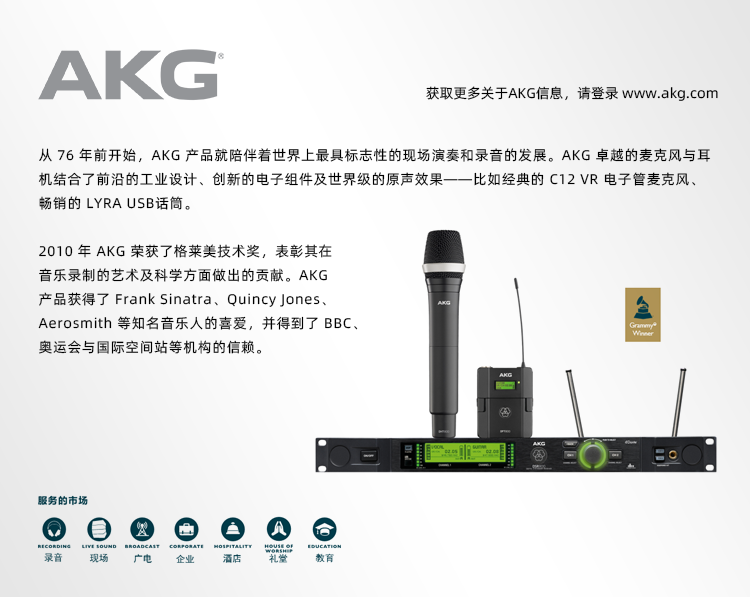 AKG®
获取更多关于AKG信息，请登录 www.akg.com
从 76 年前开始，AKG 产品就陪伴着世界上最具标志性的现场演奏和录音的发展。AKG 卓越的麦克风与耳
机结合了前沿的工业设计、创新的电子组件及世界级的原声效果——比如经典的 C12 VR 电子管麦克风、
畅销的 LYRA USB话筒。
2010 年 AKG 荣获了格莱美技术奖，表彰其在
音乐录制的艺术及科学方面做出的贡献。AKG
产品获得了 Frank Sinatra、Quincy Jones、
Aerosmith 等知名音乐人的喜爱，并得到了 BBC、
奥运会与国际空间站等机构的信赖。
AKG
AKG
Grammy®
Winner
AKG
服务的市场
RECORDING
录音
LIVE SOUND
现场
BROADCAST
广电
CORPORATE
企业
HOSPITALITY
酒店
HOUSE OF
WORSHIP
礼堂
EDUCATION
教育